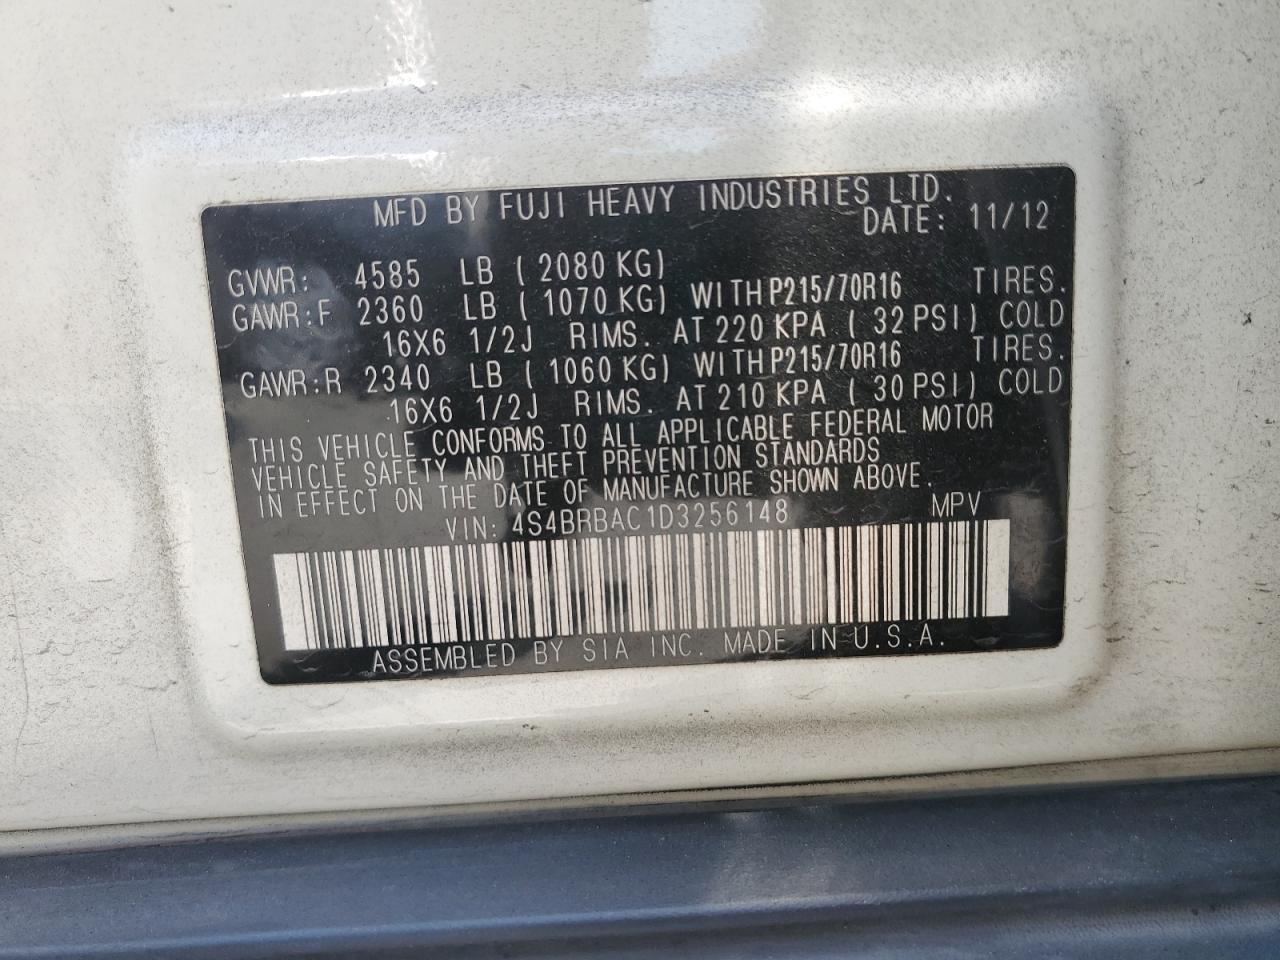 MFD BY FUJI HEAVY INDUSTRIES LTD.
DATE: 11/12
GVWR: 4585 LB ( 2080 KG)
GAWR:F 2360 LB ( 1070 KG) WITH P215/70R16 TIRES.
16X6 1/2J RIMS. AT 220 KPA ( 32 PSI) COLD
GAWR:R 2340 LB ( 1060 KG) WITH P215/70R16 TIRES.
16X6 1/2J RIMS. AT 210 KPA ( 30 PSI) COLD
THIS VEHICLE CONFORMS TO ALL APPLICABLE FEDERAL MOTOR
VEHICLE SAFETY AND THEFT PREVENTION STANDARDS
IN EFFECT ON THE DATE OF MANUFACTURE SHOWN ABOVE.
VIN: 4S4BRBAC1D3256148 MPV
ASSEMBLED BY SIA INC. MADE IN U.S.A.